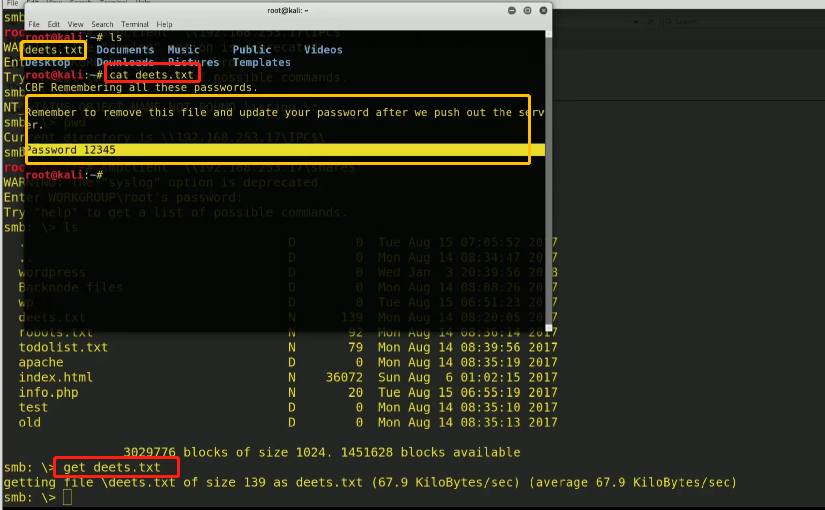 File Edit View Search Terminal Help
root@kali: ~
File Edit View Search Terminal Help
root@kali:~# ls
deets.txt Documents Music Public Videos
Desktop Downloads Pictures Templates
root@kali:~# cat deets.txt
CBF Remembering all these passwords.
Remember to remove this file and update your password after we push out the serv
er.
Password 12345
root@kali:~#
WARNING: The "syslog" option is deprecated
Enter WORKGROUP\root's password:
Try "help" to get a list of possible commands.
smb: \> ls
. D 0 Tue Aug 15 07:05:52 2017
.. D 0 Mon Aug 14 08:34:47 2017
wordpress D 0 Wed Jan 3 20:39:56 2018
Backnode files D 0 Mon Aug 14 08:08:26 2017
wp D 0 Tue Aug 15 06:51:23 2017
deets.txt N 139 Mon Aug 14 08:20:05 2017
robots.txt N 92 Mon Aug 14 08:36:14 2017
todolist.txt N 79 Mon Aug 14 08:39:56 2017
apache D 0 Mon Aug 14 08:35:19 2017
index.html N 36072 Sun Aug 6 01:02:15 2017
info.php N 20 Tue Aug 15 06:55:19 2017
test D 0 Mon Aug 14 08:35:10 2017
old D 0 Mon Aug 14 08:35:13 2017
3029776 blocks of size 1024. 1451628 blocks available
smb: \> get deets.txt
getting file \deets.txt of size 139 as deets.txt (67.9 KiloBytes/sec) (average 67.9 KiloBytes/sec)
smb: \>